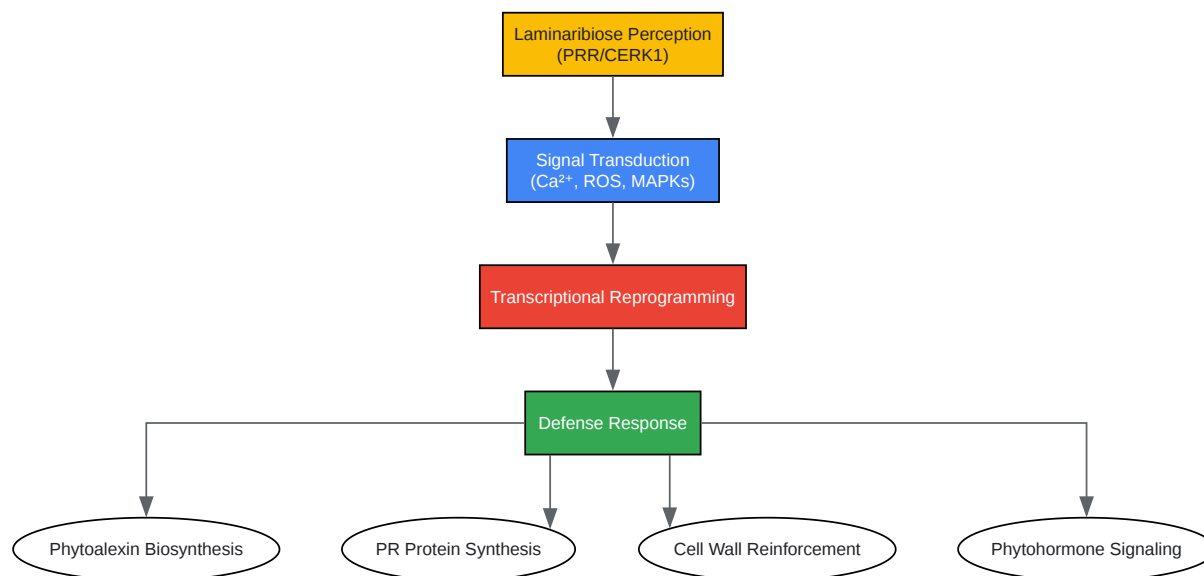 Laminaribiose Perception
(PRR/CERK1)
Signal Transduction
(Ca²⁺, ROS, MAPKs)
Transcriptional Reprogramming
Defense Response
Phytoalexin Biosynthesis
PR Protein Synthesis
Cell Wall Reinforcement
Phytohormone Signaling